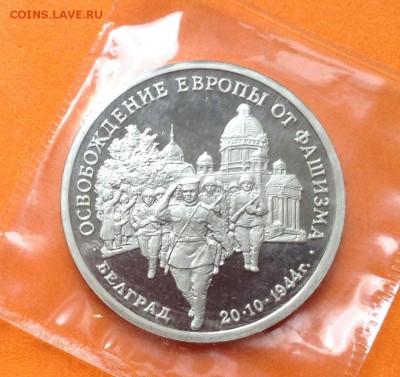 COINS.LAVE.RU
ОСВОБОЖДЕНИЕ ЕВРОПЫ ОТ ФАШИЗМА
БЕЛГРАД 20·10·1944г.